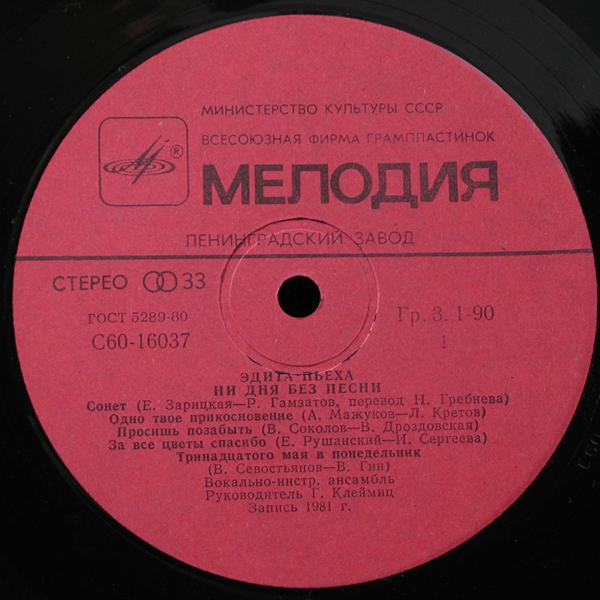 МИНИСТЕРСТВО КУЛЬТУРЫ СССР
ВСЕСОЮЗНАЯ ФИРМА ГРАМПЛАСТИНОК
®
МЕЛОДИЯ
ЛЕНИНГРАДСКИЙ ЗАВОД
СТЕРЕО 33
ГОСТ 5289-80
Гр. 3. 1-90
С60-16037
1
ЭДИТА ПЬЕХА
НИ ДНЯ БЕЗ ПЕСНИ
Сонет (Е. Зарицкая—Р. Гамзатов, перевод Н. Гребнева)
Одно твое прикосновение (А. Мажуков—Л. Кретов)
Просишь позабыть (В. Соколов—В. Дроздовская)
За все цветы спасибо (Е. Рушанский—И. Сергеева)
Тринадцатого мая в понедельник
(В. Севостьянов—В. Гин)
Вокально-инстр. ансамбль
Руководитель Г. Клеймиц
Запись 1981 г.